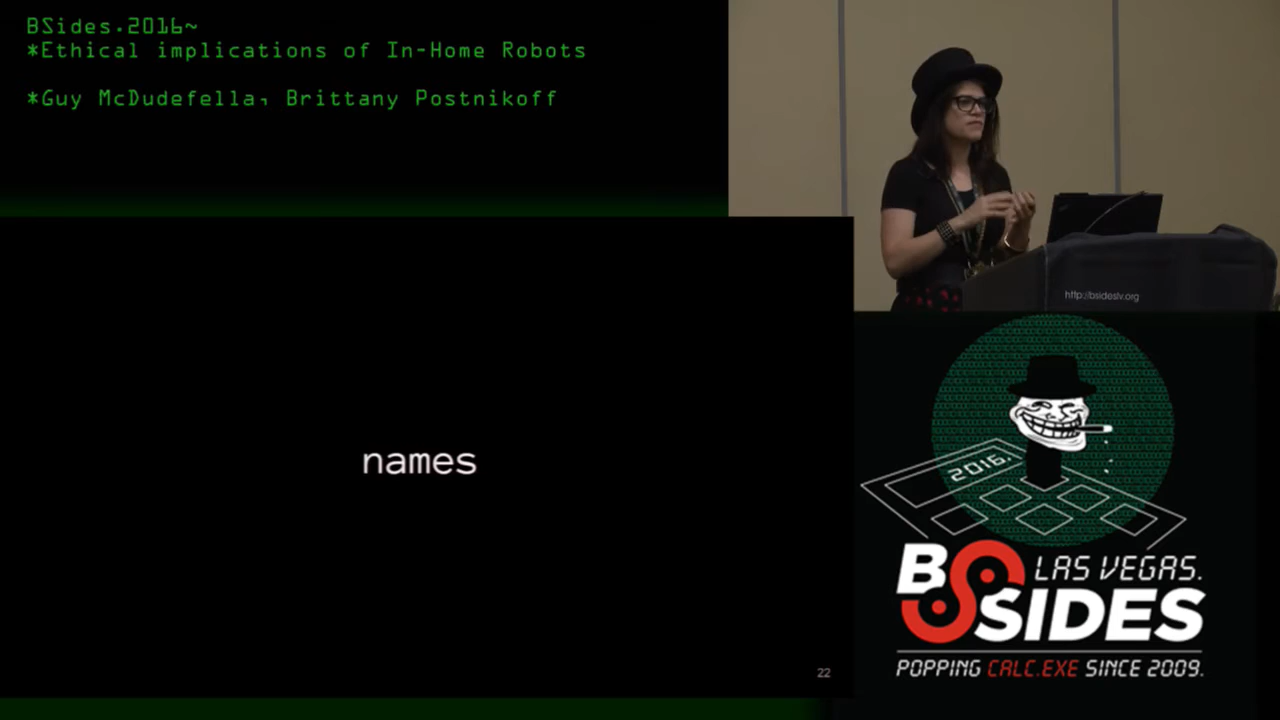 BSides.2016~
*Ethical implications of In-Home Robots
*Guy McDudefella, Brittany Postnikoff
http://bsideslv.org
names
22
2016.
BSIDES LAS VEGAS.
POPPING CALC.EXE SINCE 2009.